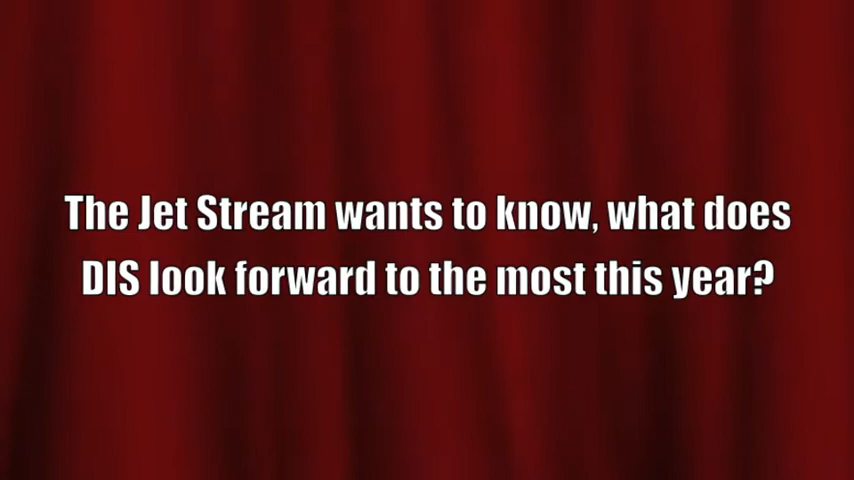 The Jet Stream wants to know, what does
DIS look forward to the most this year?